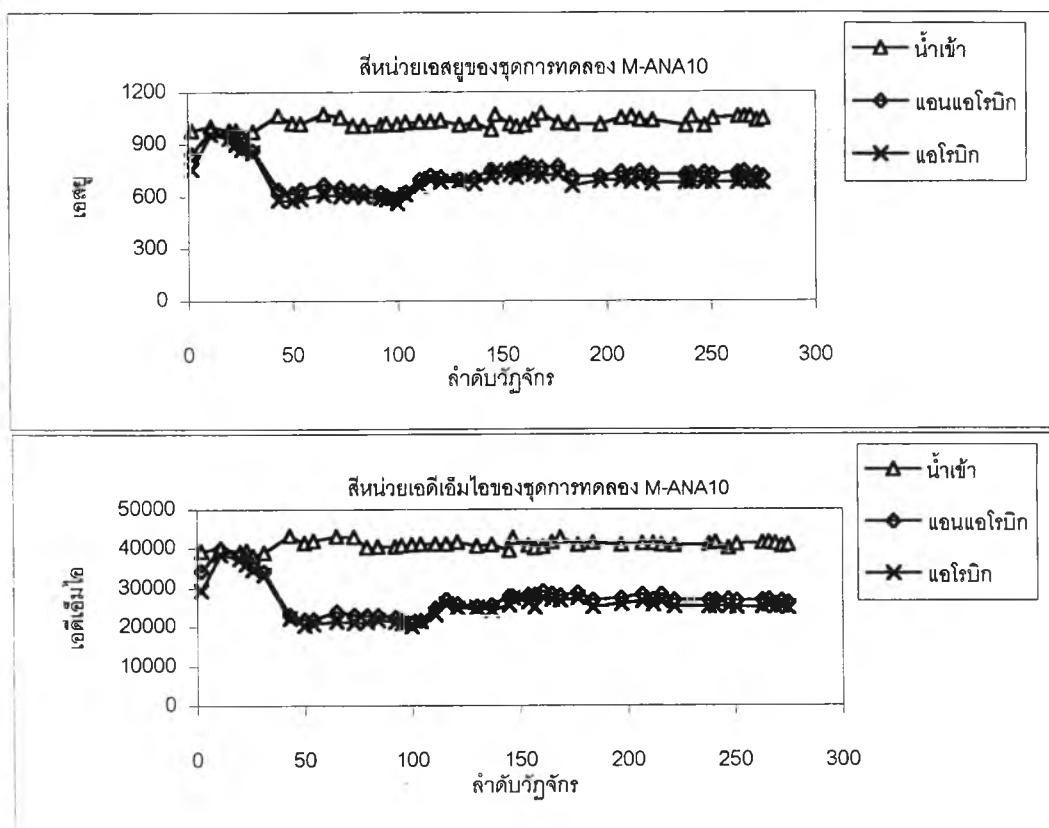 สีหน่วยเอสยูของชุดการทดลอง M-ANA10
น้ำเข้า
แอนแอโรบิก
แอโรบิก
เอสยู
1200
900
600
300
0
0 50 100 150 200 250 300
ลำดับวัฏจักร
สีหน่วยเอดีเอ็มไอของชุดการทดลอง M-ANA10
น้ำเข้า
แอนแอโรบิก
แอโรบิก
เอดีเอ็มไอ
50000
40000
30000
20000
10000
0
0 50 100 150 200 250 300
ลำดับวัฏจักร